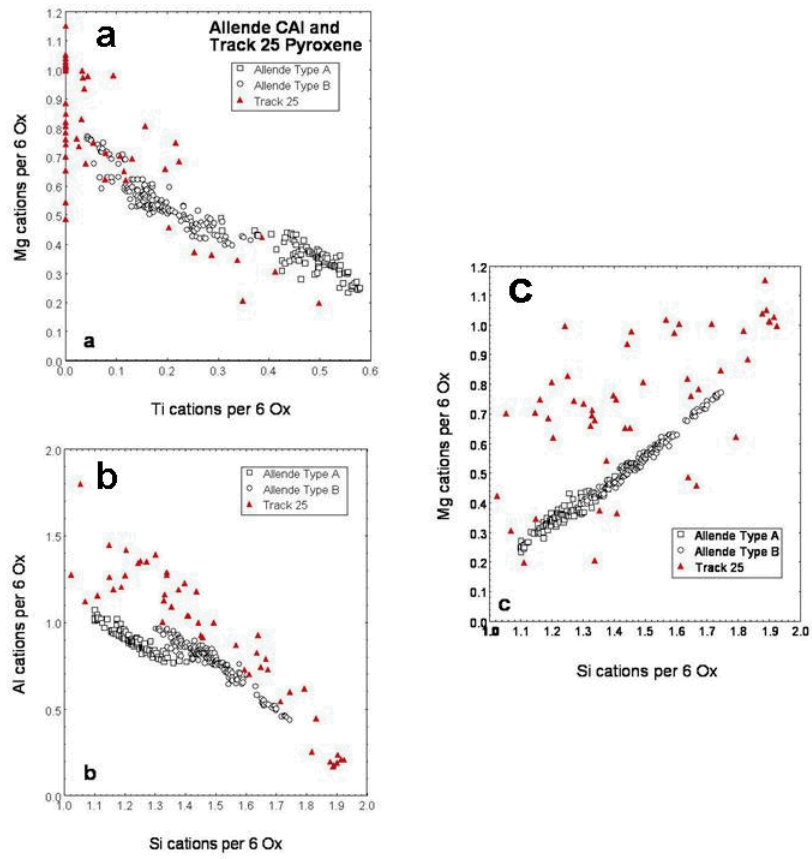 a
Allende CAI and
Track 25 Pyroxene
Allende Type A
Allende Type B
Track 25
Mg cations per 6 Ox
1.2
1.1
1.0
0.9
0.8
0.7
0.6
0.5
0.4
0.3
0.2
0.1
0.0
a
0.0 0.1 0.2 0.3 0.4 0.5 0.6
Ti cations per 6 Ox
b
Allende Type A
Allende Type B
Track 25
Al cations per 6 Ox
2.0
1.5
1.0
0.5
0.0
b
1.0 1.1 1.2 1.3 1.4 1.5 1.6 1.7 1.8 1.9 2.0
Si cations per 6 Ox
c
Mg cations per 6 Ox
1.2
1.1
1.0
0.9
0.8
0.7
0.6
0.5
0.4
0.3
0.2
0.1
0.0
Allende Type A
Allende Type B
Track 25
c
1.0 1.1 1.2 1.3 1.4 1.5 1.6 1.7 1.8 1.9 2.0
Si cations per 6 Ox